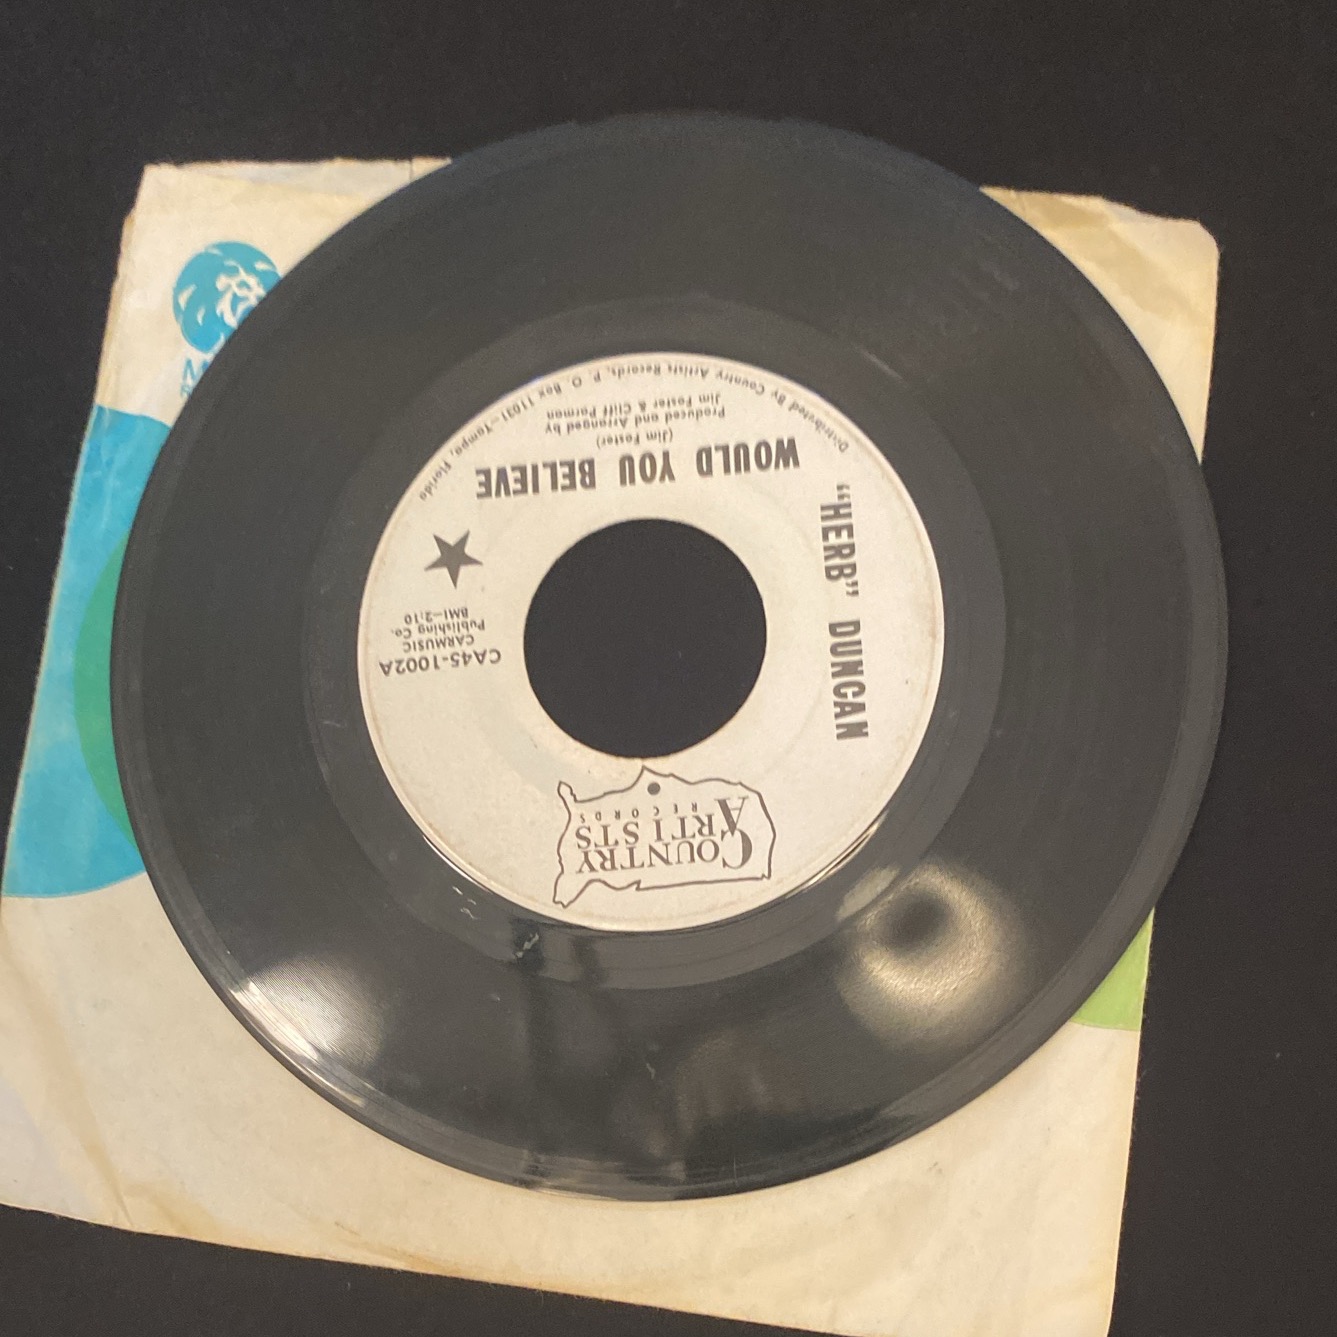 COUNTRY
ARTISTS
RECORDS
"HERB" DUNCAN
CA45-1002A
CARMUSIC
Publishing Co.
BMI—2:10
WOULD YOU BELIEVE
(Jim Foster)
Produced and Arranged by
Jim Foster & Cliff Parman
Distributed By Country Artists Records, P. O. Box 11031—Tampa, Florida